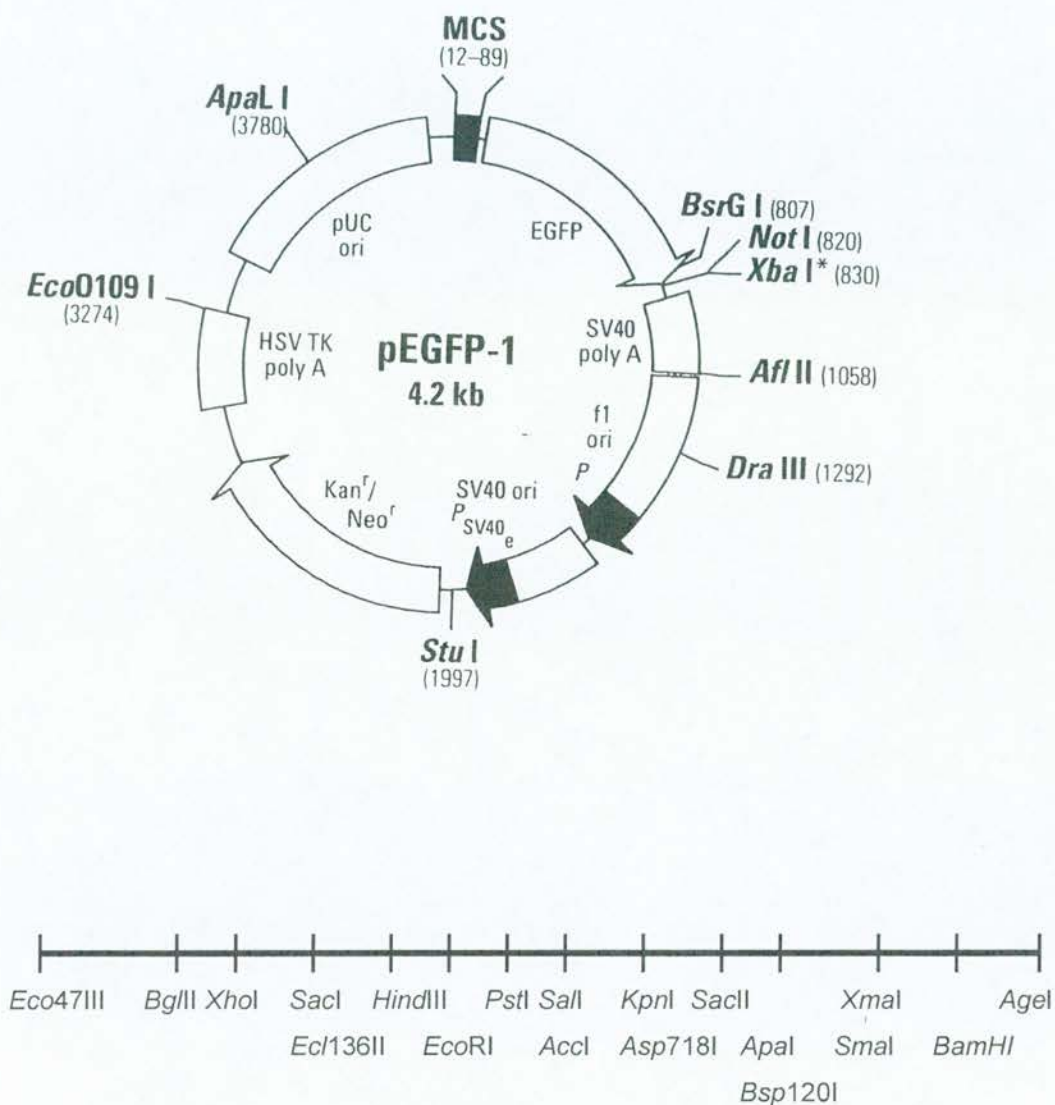 MCS
(12–89)
ApaL I
(3780)
BsrG I (807)
Not I (820)
Xba I* (830)
pUC
ori
EGFP
EcoO109 I
(3274)
HSV TK
poly A
pEGFP-1
4.2 kb
SV40
poly A
Afl II (1058)
f1
ori
P
Dra III (1292)
Kanr/
Neor
SV40 ori
PSV40e
Stu I
(1997)
Eco47III BglII XhoI SacI HindIII PstI SalI KpnI SacII XmaI AgeI
Ecl136II EcoRI AccI Asp718I ApaI SmaI BamHI
Bsp120I